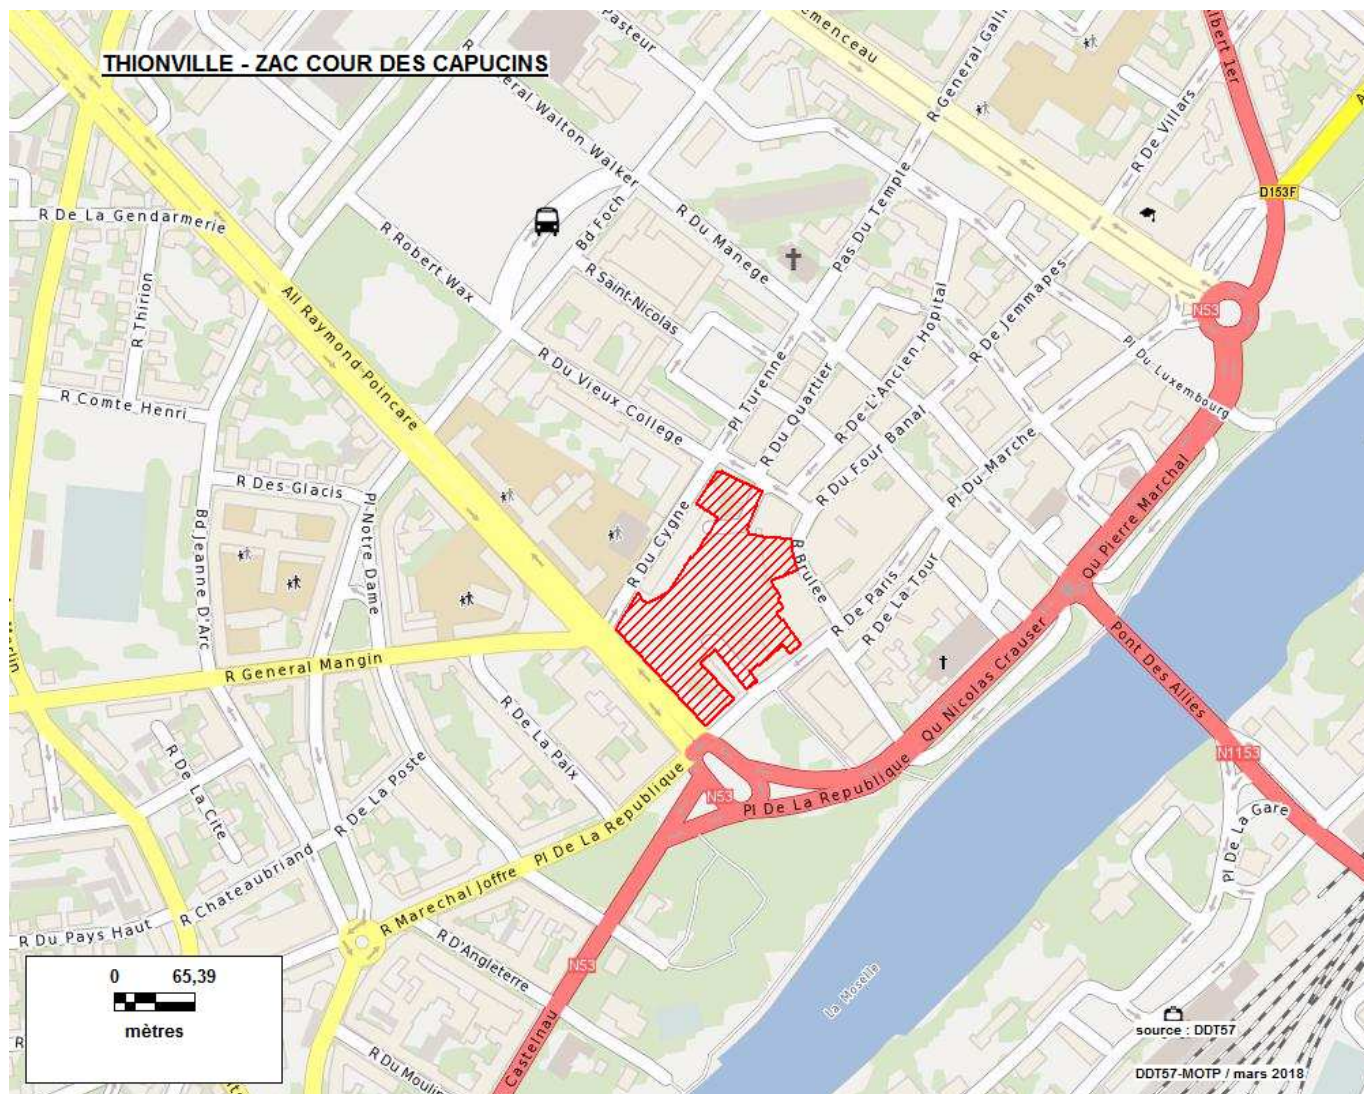 THIONVILLE - ZAC COUR DES CAPUCINS
Pasteur
emenceau
R General Galli
Albert 1er
R General Walton Walker
R De Villars
D153F
R De La Gendarmerie
Bd Foch
R Du Manege
Pas Du Temple
R Robert Wax
R Thirion
R Saint-Nicolas
R De Jemmapes
N53
All Raymond Poincare
R De L'Ancien Hopital
Pl Du Luxembourg
R Comte Henri
R Du Vieux College
Pl Turenne
R Du Quartier
R Du Four Banal
Pl Du Marche
R Des Glacis
Pl Notre Dame
Bd Jeanne D'Arc
R Du Cygne
Qu Pierre Marchal
R Brulee
R De Paris
R De La Tour
R General Mangin
Qu Nicolas Crauser
Pont Des Allies
R De La Paix
N1153
R De La Cite
R De La Poste
Pl De La Republique
N53
Pl De La Republique
Pl De La Gare
R Chateaubriand
R Marechal Joffre
R Du Pays Haut
R D'Angleterre
N53
La Moselle
0 65,39
mètres
Castelnau
R Du Moulin
source : DDT57
DDT57-MOTP / mars 2018